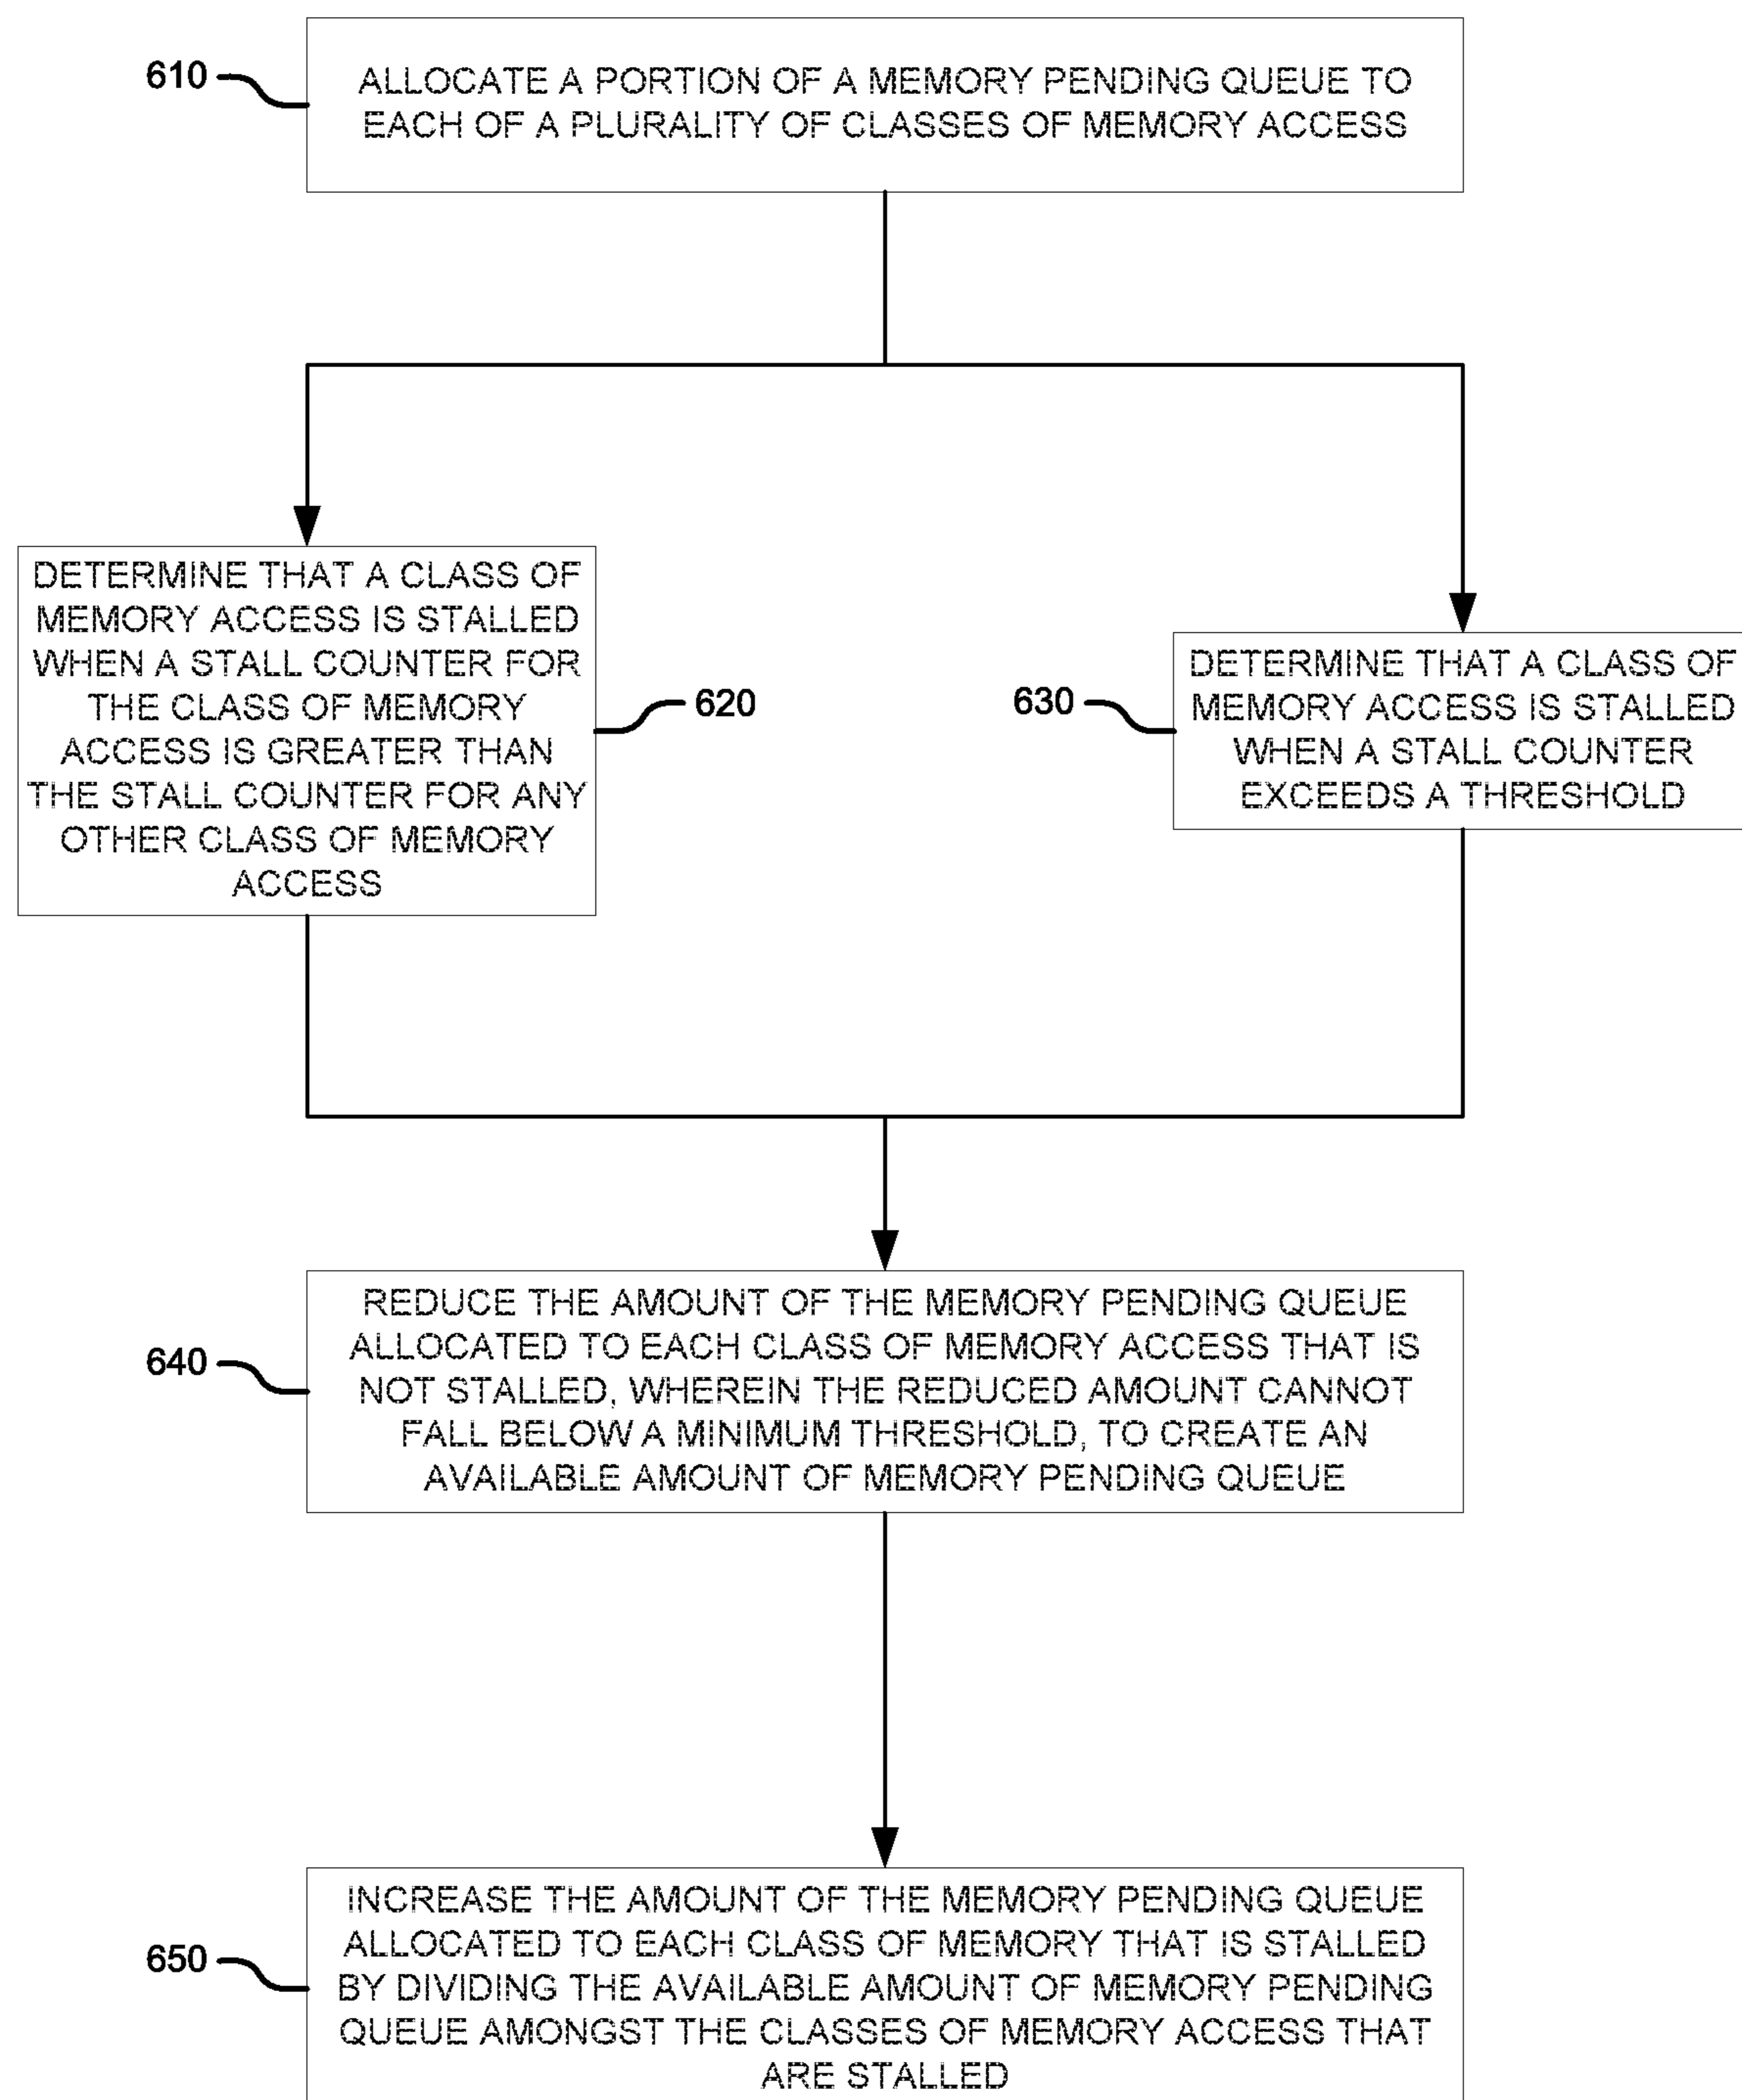 610
ALLOCATE A PORTION OF A MEMORY PENDING QUEUE TO
EACH OF A PLURALITY OF CLASSES OF MEMORY ACCESS
DETERMINE THAT A CLASS OF
MEMORY ACCESS IS STALLED
WHEN A STALL COUNTER FOR
THE CLASS OF MEMORY
ACCESS IS GREATER THAN
THE STALL COUNTER FOR ANY
OTHER CLASS OF MEMORY
ACCESS
620
630
DETERMINE THAT A CLASS OF
MEMORY ACCESS IS STALLED
WHEN A STALL COUNTER
EXCEEDS A THRESHOLD
640
REDUCE THE AMOUNT OF THE MEMORY PENDING QUEUE
ALLOCATED TO EACH CLASS OF MEMORY ACCESS THAT IS
NOT STALLED, WHEREIN THE REDUCED AMOUNT CANNOT
FALL BELOW A MINIMUM THRESHOLD, TO CREATE AN
AVAILABLE AMOUNT OF MEMORY PENDING QUEUE
650
INCREASE THE AMOUNT OF THE MEMORY PENDING QUEUE
ALLOCATED TO EACH CLASS OF MEMORY THAT IS STALLED
BY DIVIDING THE AVAILABLE AMOUNT OF MEMORY PENDING
QUEUE AMONGST THE CLASSES OF MEMORY ACCESS THAT
ARE STALLED